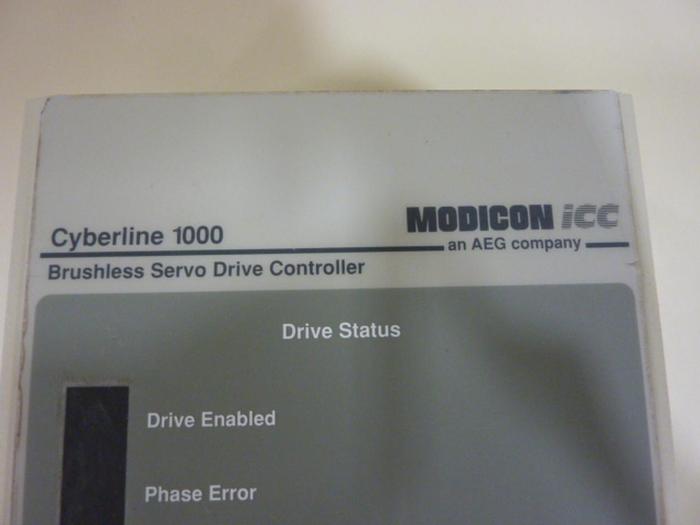 MODICON icc
Cyberline 1000
an AEG company
Brushless Servo Drive Controller
Drive Status
Drive Enabled
Phase Error